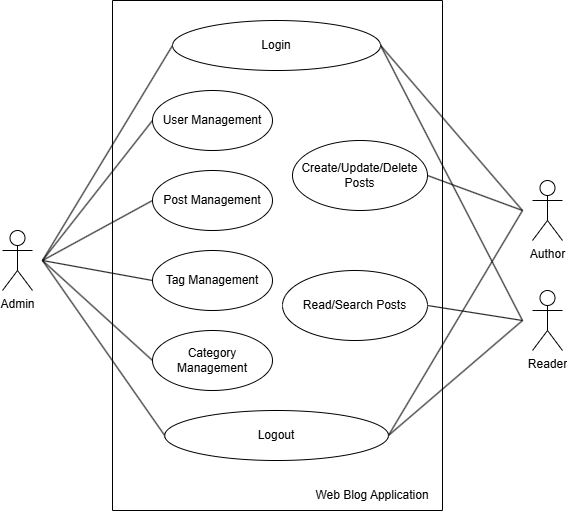 Login
User Management
Create/Update/Delete
Posts
Post Management
Admin
Author
Tag Management
Read/Search Posts
Category
Management
Reader
Logout
Web Blog Application